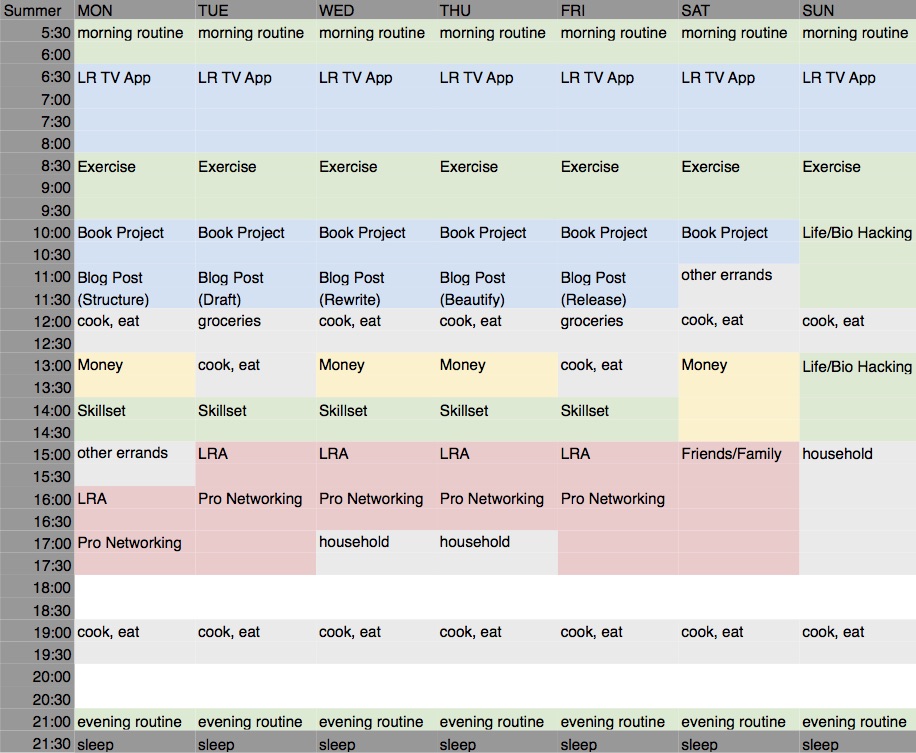 Summer MON TUE WED THU FRI SAT SUN
5:30 morning routine morning routine morning routine morning routine morning routine morning routine morning routine
6:00
6:30 LR TV App LR TV App LR TV App LR TV App LR TV App LR TV App LR TV App
7:00
7:30
8:00
8:30 Exercise Exercise Exercise Exercise Exercise Exercise Exercise
9:00
9:30
10:00 Book Project Book Project Book Project Book Project Book Project Book Project Life/Bio Hacking
10:30
11:00 Blog Post Blog Post Blog Post Blog Post Blog Post other errands
11:30 (Structure) (Draft) (Rewrite) (Beautify) (Release)
12:00 cook, eat groceries cook, eat cook, eat groceries cook, eat cook, eat
12:30
13:00 Money cook, eat Money Money cook, eat Money Life/Bio Hacking
13:30
14:00 Skillset Skillset Skillset Skillset Skillset
14:30
15:00 other errands LRA LRA LRA LRA Friends/Family household
15:30
16:00 LRA Pro Networking Pro Networking Pro Networking Pro Networking
16:30
17:00 Pro Networking household household
17:30
18:00
18:30
19:00 cook, eat cook, eat cook, eat cook, eat cook, eat cook, eat cook, eat
19:30
20:00
20:30
21:00 evening routine evening routine evening routine evening routine evening routine evening routine evening routine
21:30 sleep sleep sleep sleep sleep sleep sleep